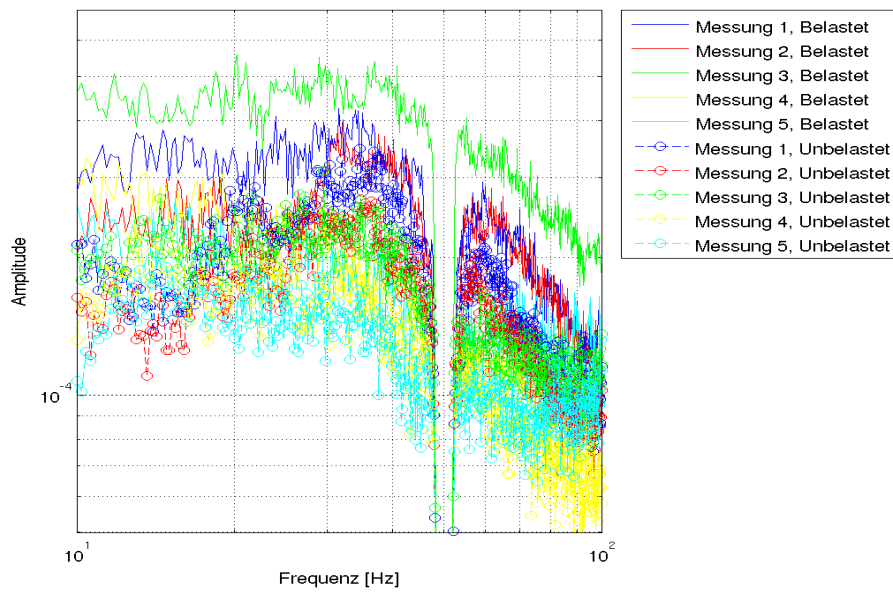 Messung 1, Belastet
Messung 2, Belastet
Messung 3, Belastet
Messung 4, Belastet
Messung 5, Belastet
Messung 1, Unbelastet
Messung 2, Unbelastet
Messung 3, Unbelastet
Messung 4, Unbelastet
Messung 5, Unbelastet
Amplitude
10^-4
10^1
10^2
Frequenz [Hz]